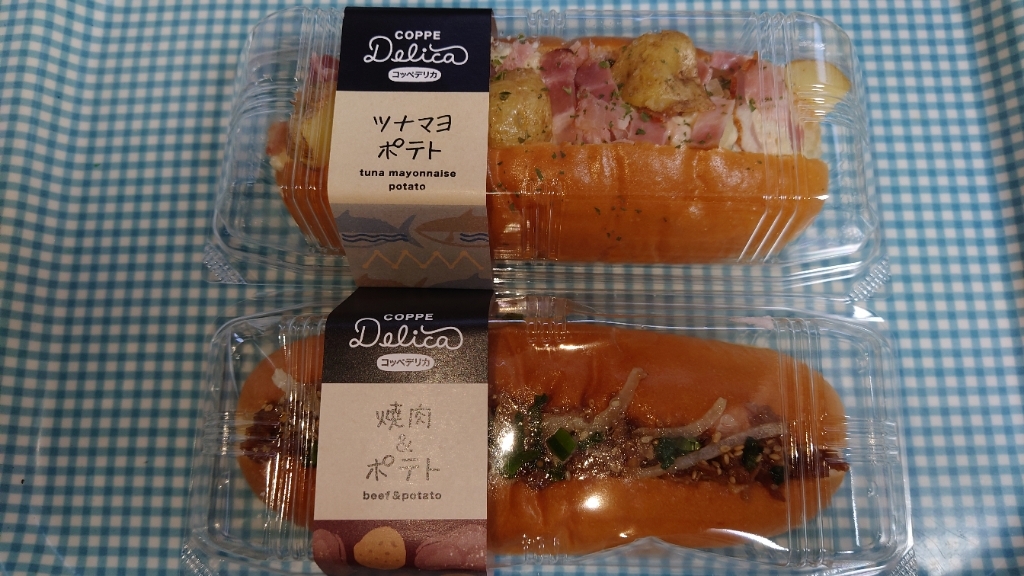 COPPE
Delica
コッペデリカ
ツナマヨ
ポテト
tuna mayonnaise
potato
COPPE
Delica
コッペデリカ
焼肉
&
ポテト
beef&potato